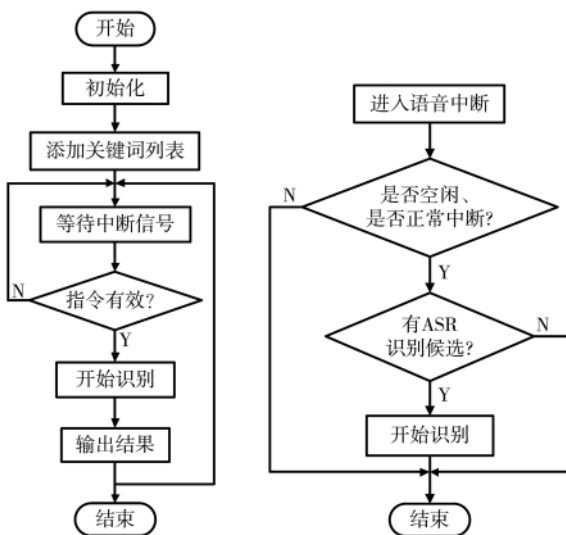 开始
初始化
添加关键词列表
等待中断信号
指令有效?
N
Y
开始识别
输出结果
结束
进入语音中断
是否空闲、
是否正常中断?
N
Y
有ASR
识别候选?
N
Y
开始识别
结束